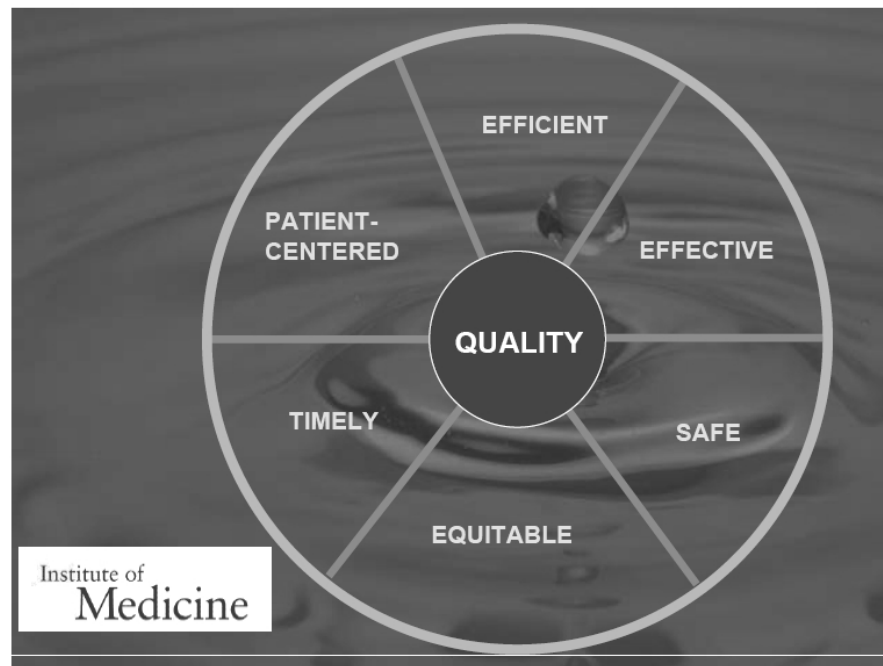 EFFICIENT
PATIENT-
CENTERED
EFFECTIVE
QUALITY
TIMELY
SAFE
EQUITABLE
Institute of
Medicine